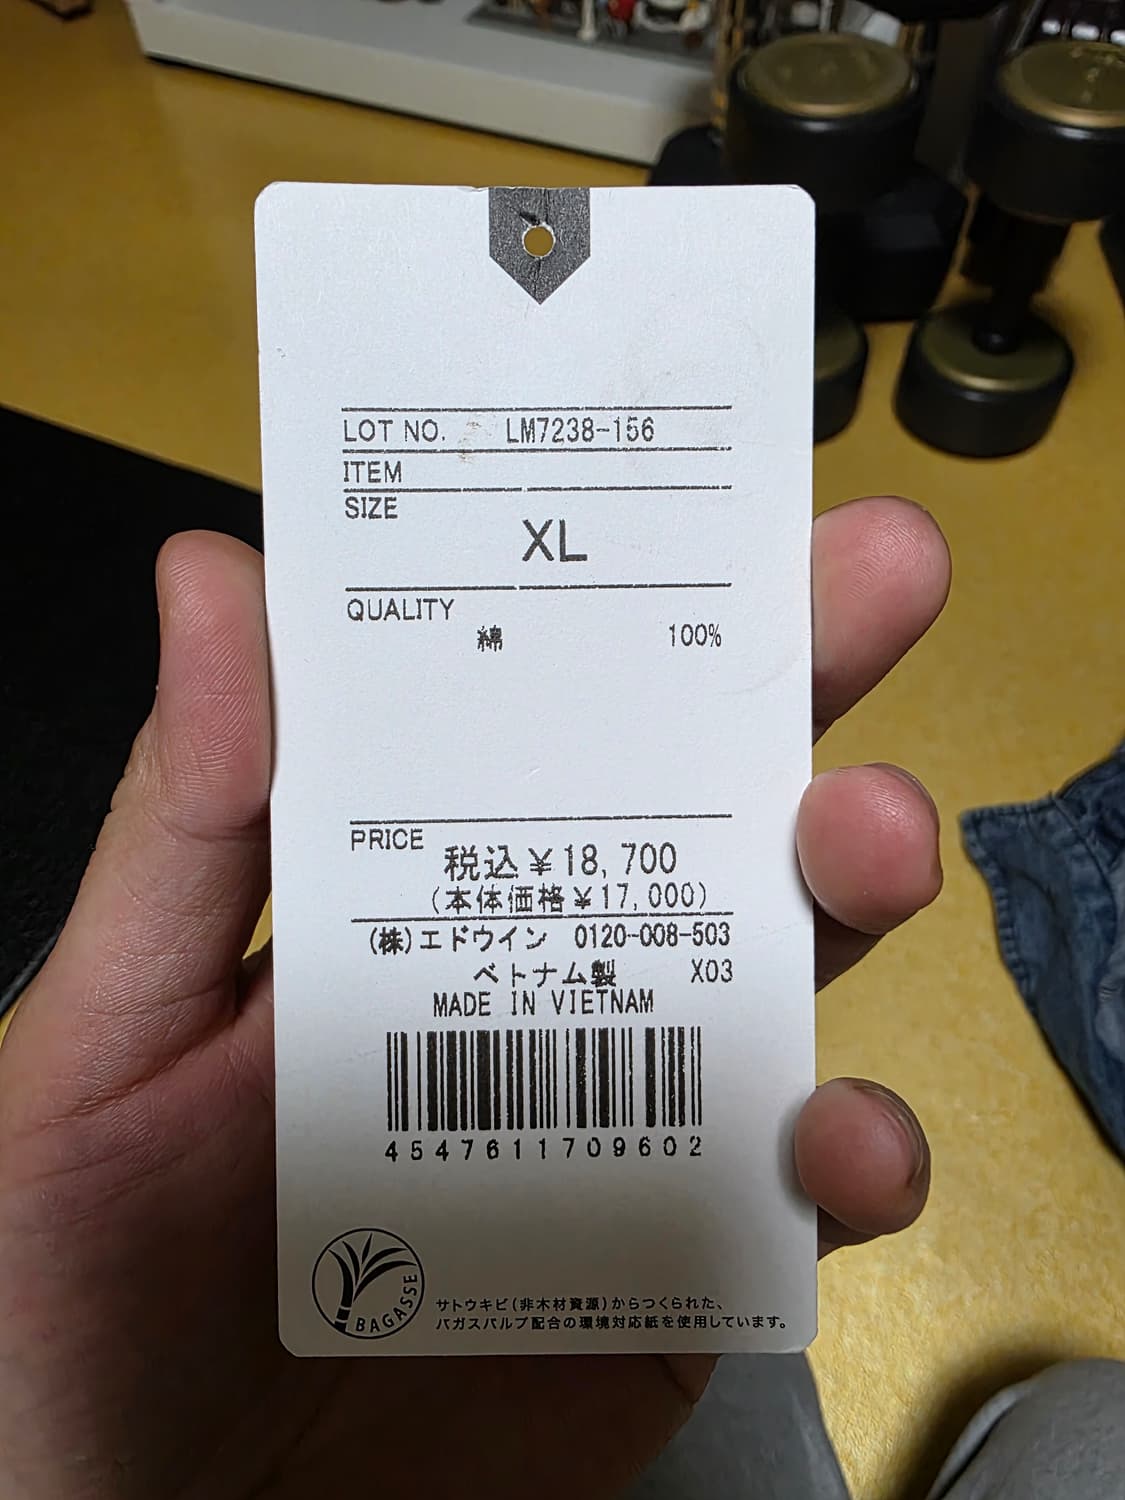 LOT NO. LM7238-156
ITEM
SIZE
XL
QUALITY
綿 100%
PRICE
税込¥18,700
(本体価格¥17,000)
(株)エドウイン 0120-008-503
ベトナム製 X03
MADE IN VIETNAM
4547611709602
BAGASSE
サトウキビ(非木材資源)からつくられた、
バガスパルプ配合の環境対応紙を使用しています。